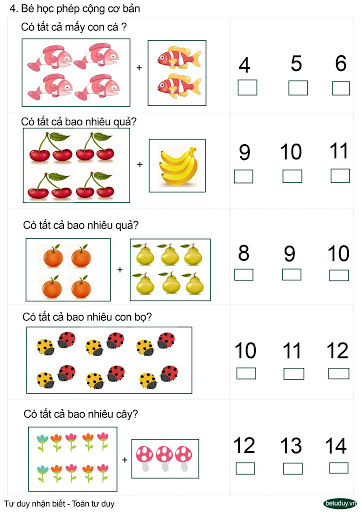 4. Bé học phép cộng cơ bản
Có tất cả mấy con cá ?
+
4 5 6
Có tất cả bao nhiêu quả?
+
9 10 11
Có tất cả bao nhiêu quả?
+
8 9 10
Có tất cả bao nhiêu con bọ?
10 11 12
Có tất cả bao nhiêu cây?
+
12 13 14
Tư duy nhận biết - Toán tư duy
betuduy.vn